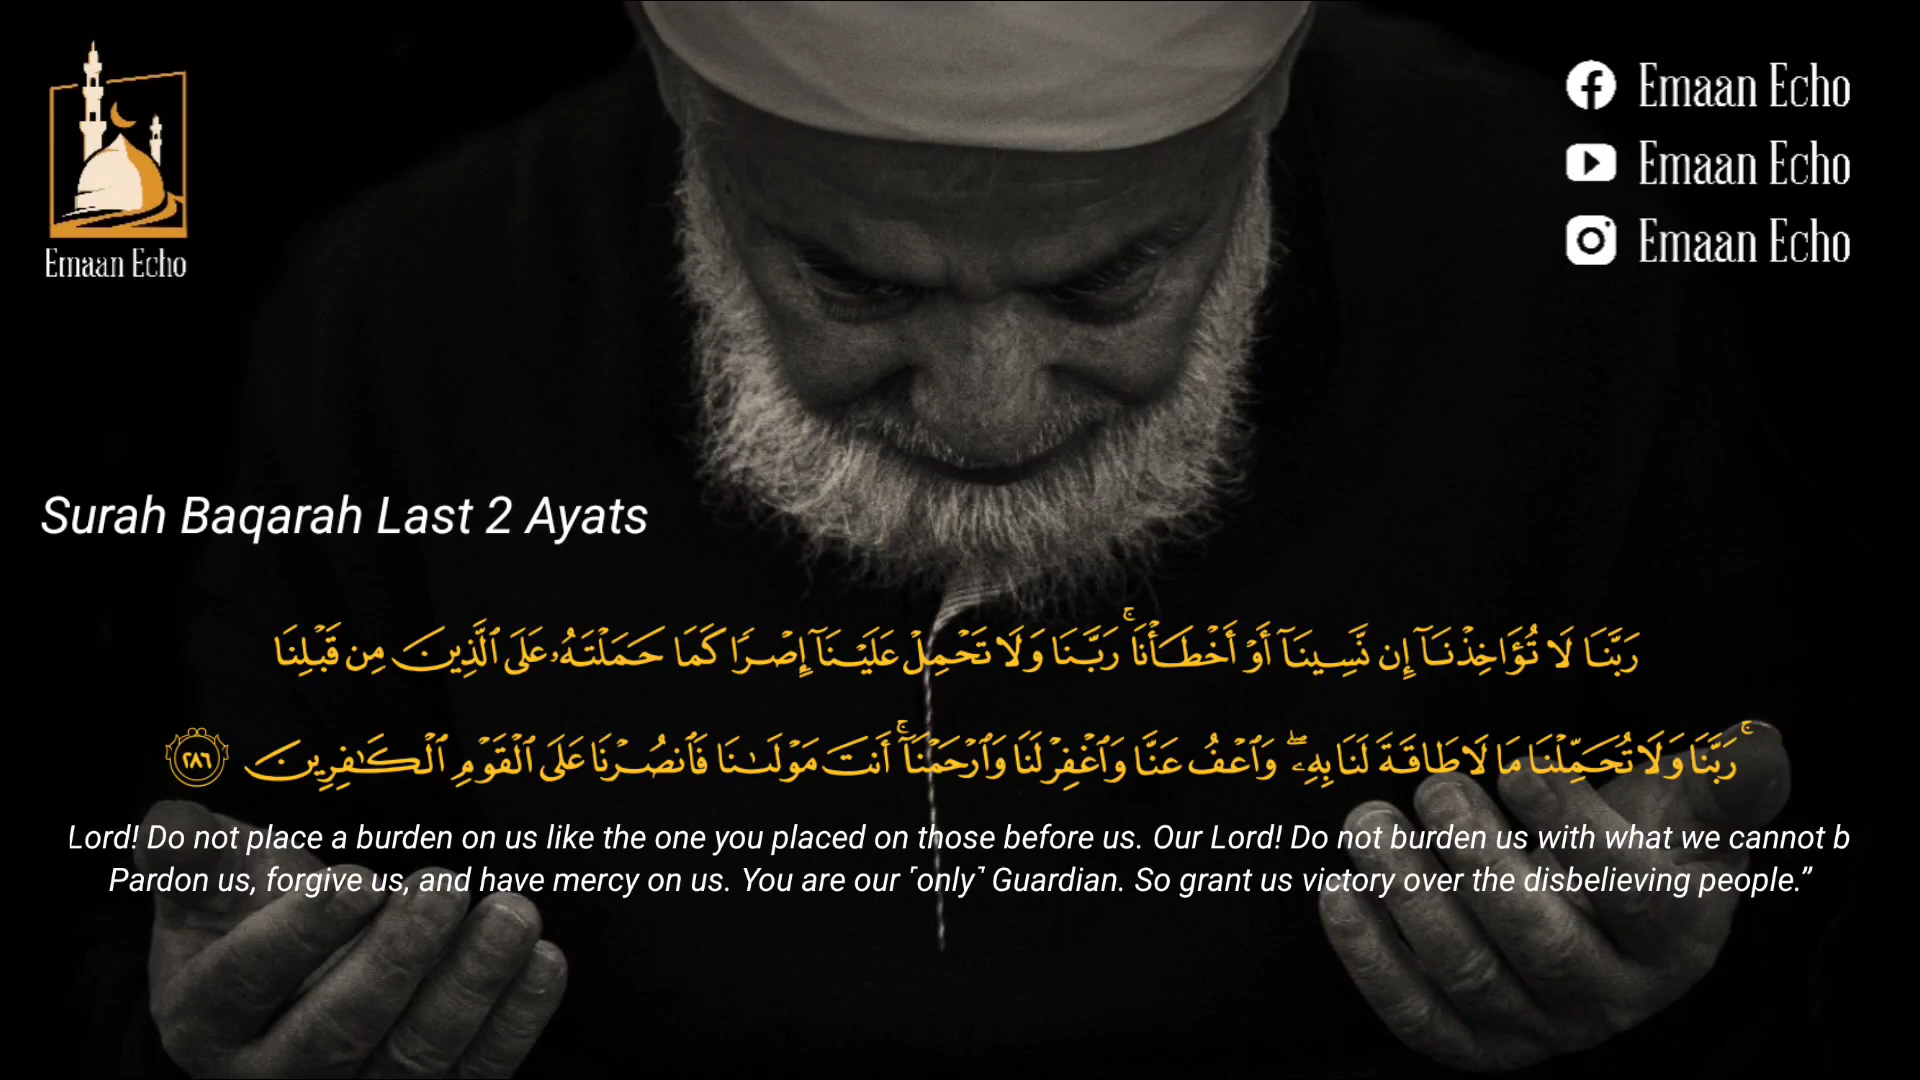 Emaan Echo
Emaan Echo
Emaan Echo
Emaan Echo
Surah Baqarah Last 2 Ayats
رَبَّنَا لَا تُؤَاخِذْنَآ إِن نَّسِينَآ أَوْ أَخْطَأْنَا ۚ رَبَّنَا وَلَا تَحْمِلْ عَلَيْنَآ إِصْرًا كَمَا حَمَلْتَهُۥ عَلَى ٱلَّذِينَ مِن قَبْلِنَا
ۚ رَبَّنَا وَلَا تُحَمِّلْنَا مَا لَا طَاقَةَ لَنَا بِهِۦ ۖ وَٱعْفُ عَنَّا وَٱغْفِرْ لَنَا وَٱرْحَمْنَآ ۚ أَنتَ مَوْلَىٰنَا فَٱنصُرْنَا عَلَى ٱلْقَوْمِ ٱلْكَـٰفِرِينَ ٢٨٦
Lord! Do not place a burden on us like the one you placed on those before us. Our Lord! Do not burden us with what we cannot b
Pardon us, forgive us, and have mercy on us. You are our ˹only˺ Guardian. So grant us victory over the disbelieving people.”